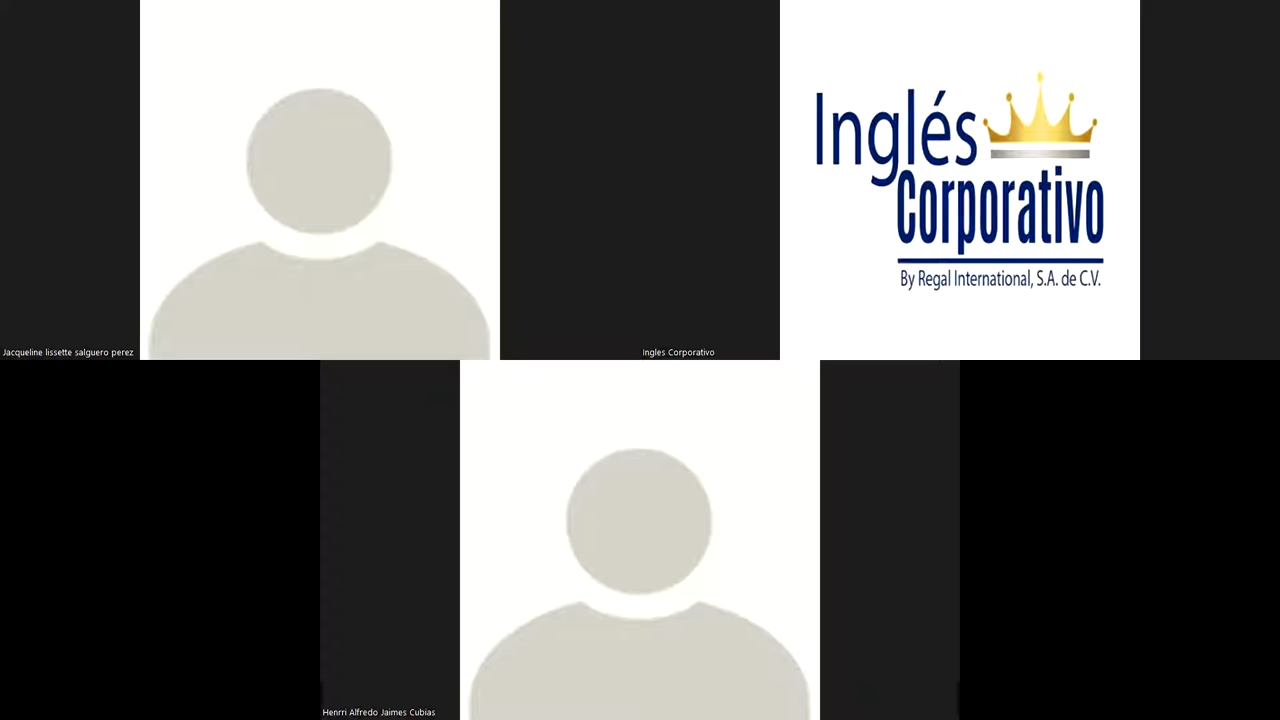 Inglés
Corporativo
By Regal International, S.A. de C.V.
Jacqueline lissette salguero perez
Ingles Corporativo
Henrri Alfredo Jaimes Cubias